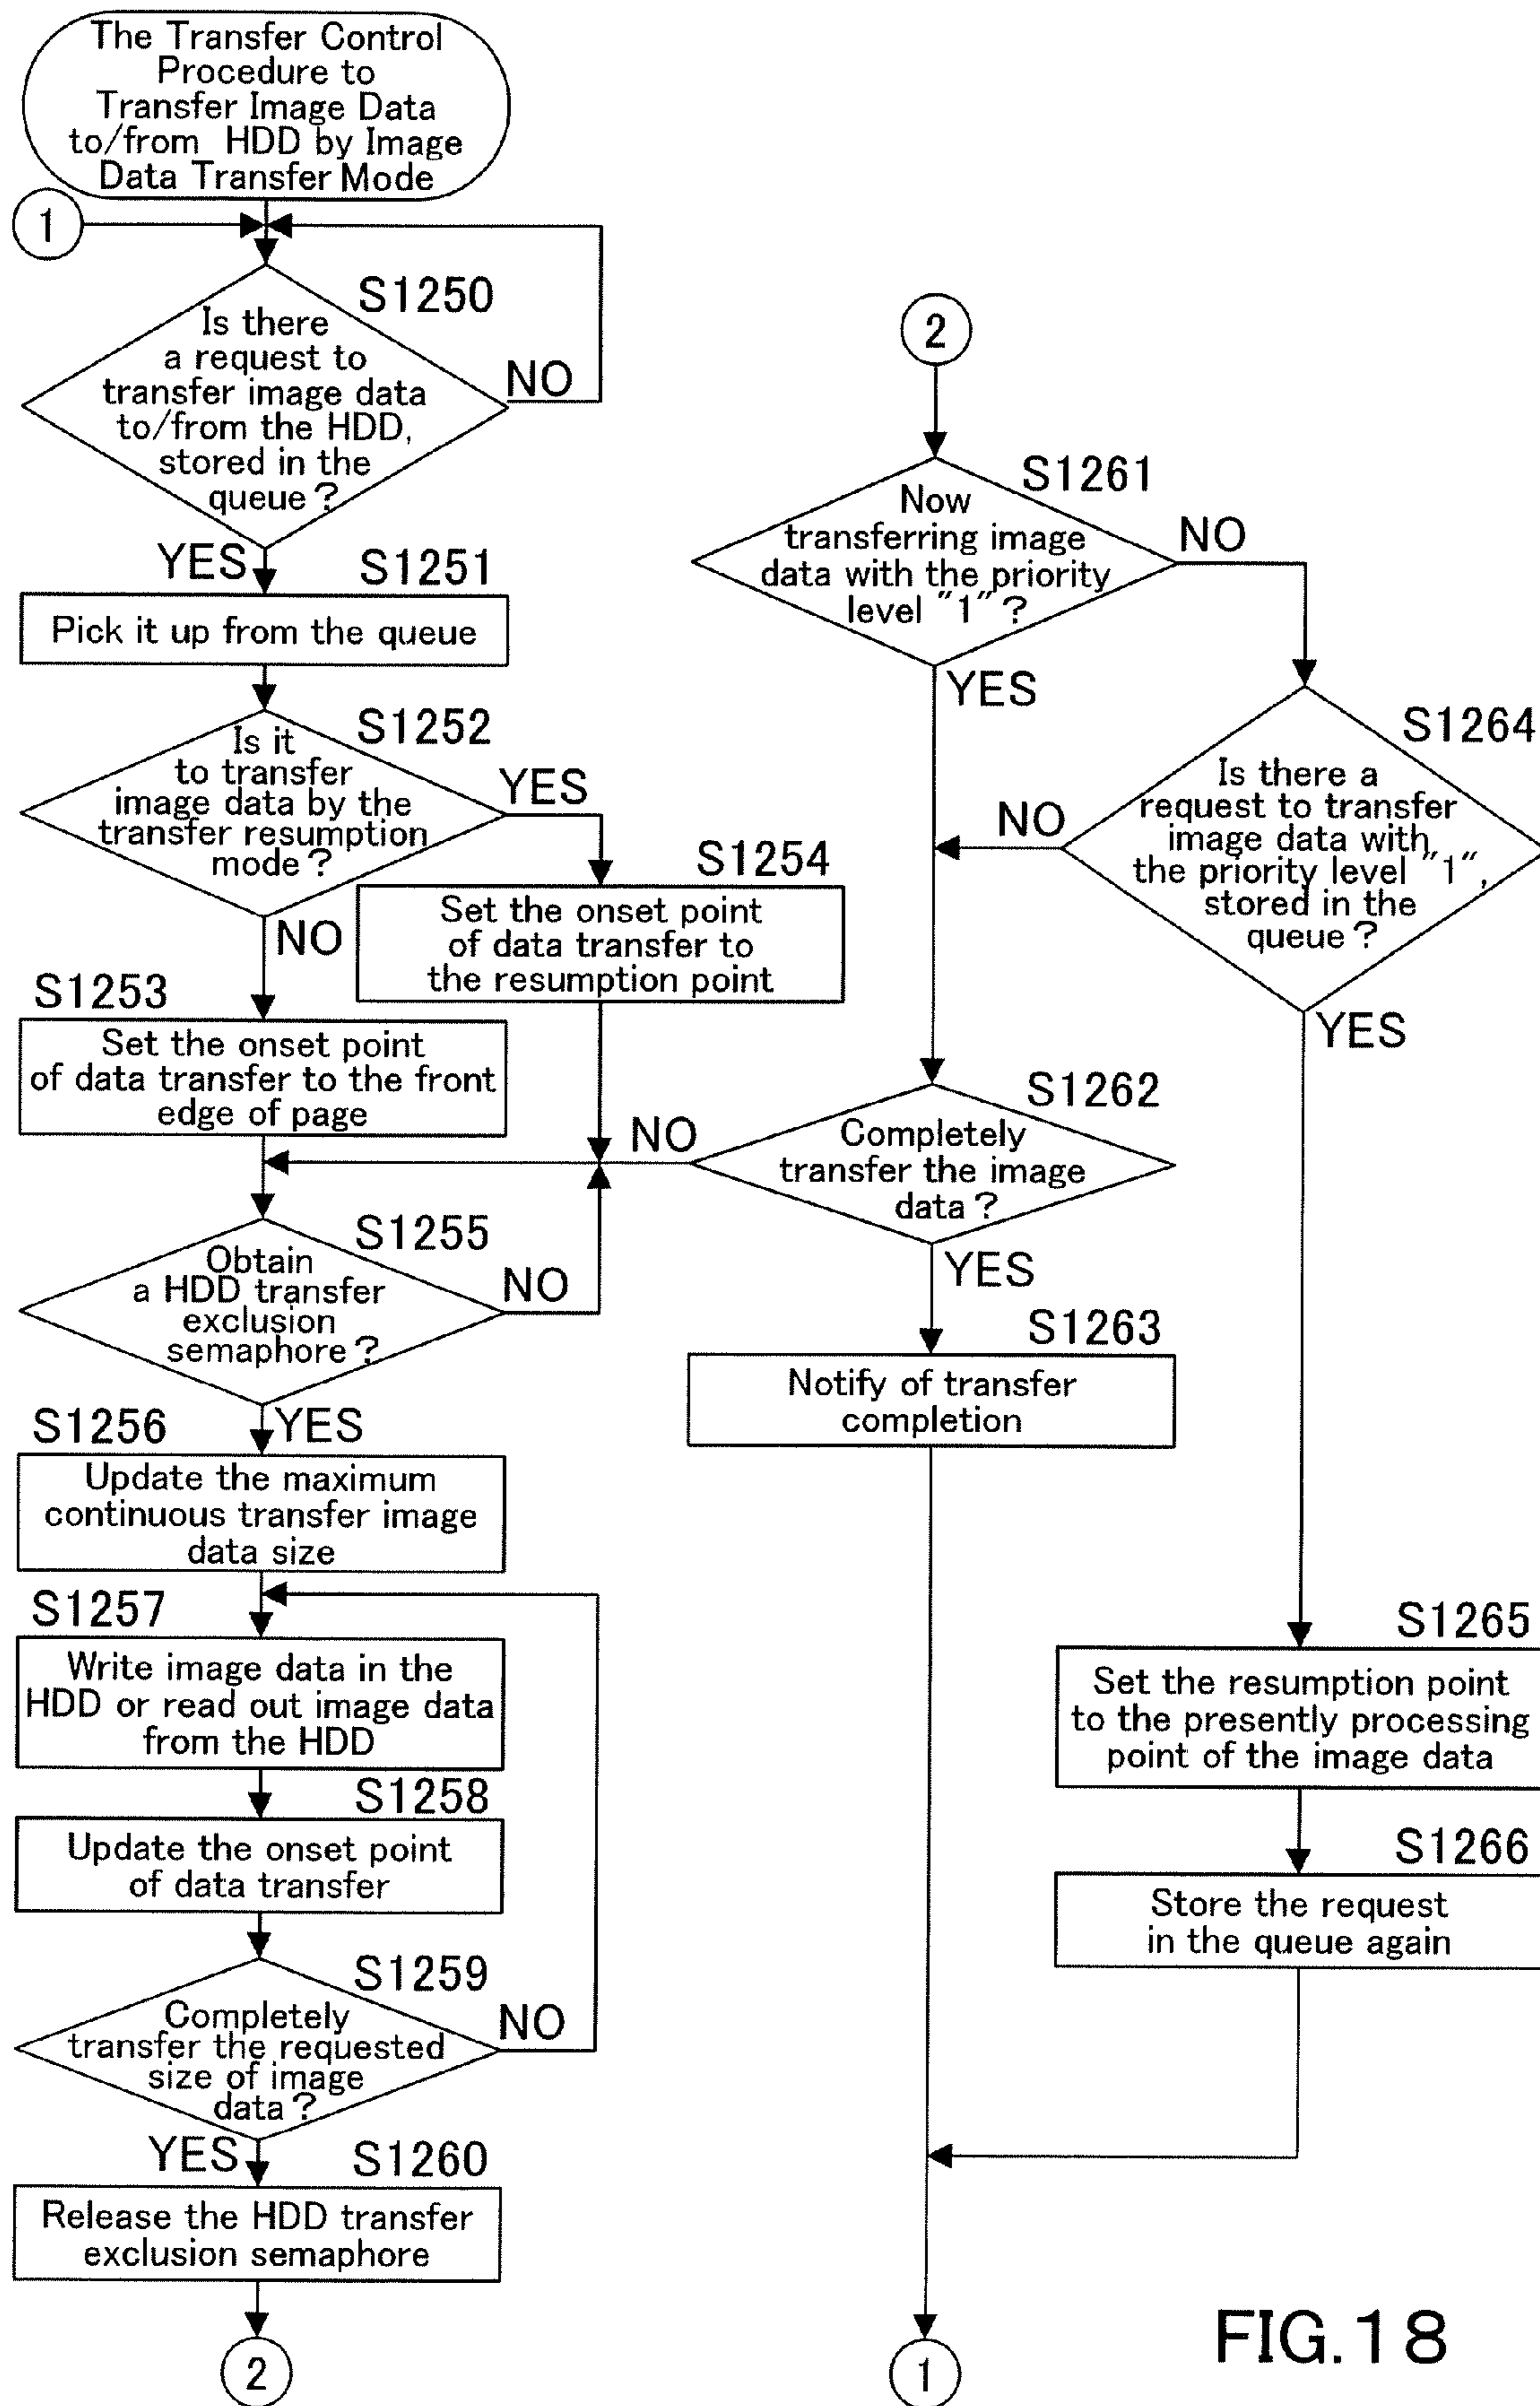 The Transfer Control
Procedure to
Transfer Image Data
to/from HDD by Image
Data Transfer Mode
1
S1250
Is there
a request to
transfer image data
to/from the HDD,
stored in the
queue?
NO
YES
S1251
Pick it up from the queue
S1252
Is it
to transfer
image data by the
transfer resumption
mode?
YES
NO
S1254
Set the onset point
of data transfer to
the resumption point
S1253
Set the onset point
of data transfer to the front
edge of page
S1255
Obtain
a HDD transfer
exclusion
semaphore?
NO
YES
S1256
Update the maximum
continuous transfer image
data size
S1257
Write image data in the
HDD or read out image data
from the HDD
S1258
Update the onset point
of data transfer
S1259
Completely
transfer the requested
size of image
data?
NO
YES
S1260
Release the HDD transfer
exclusion semaphore
2
2
S1261
Now
transferring image
data with the priority
level "1"?
NO
YES
S1264
Is there a
request to transfer
image data with
the priority level "1",
stored in the
queue?
NO
YES
S1262
Completely
transfer the image
data?
NO
YES
S1263
Notify of transfer
completion
S1265
Set the resumption point
to the presently processing
point of the image data
S1266
Store the request
in the queue again
1
FIG.18